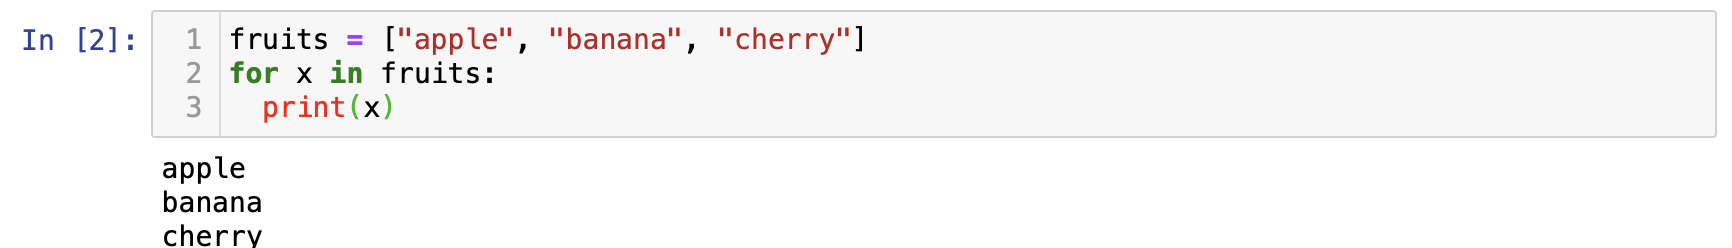 In [2]:
1 fruits = ["apple", "banana", "cherry"]
2 for x in fruits:
3   print(x)
apple
banana
cherry